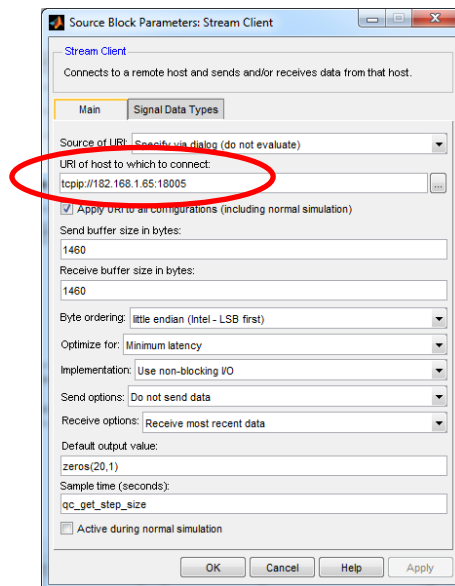 Source Block Parameters: Stream Client
Stream Client
Connects to a remote host and sends and/or receives data from that host.
Main Signal Data Types
Source of URI: Specify via dialog (do not evaluate)
URI of host to which to connect:
tcpip://182.168.1.65:18005 ...
Apply URI to all configurations (including normal simulation)
Send buffer size in bytes:
1460
Receive buffer size in bytes:
1460
Byte ordering: little endian (Intel - LSB first)
Optimize for: Minimum latency
Implementation: Use non-blocking I/O
Send options: Do not send data
Receive options: Receive most recent data
Default output value:
zeros(20,1)
Sample time (seconds):
qc_get_step_size
Active during normal simulation
OK Cancel Help Apply